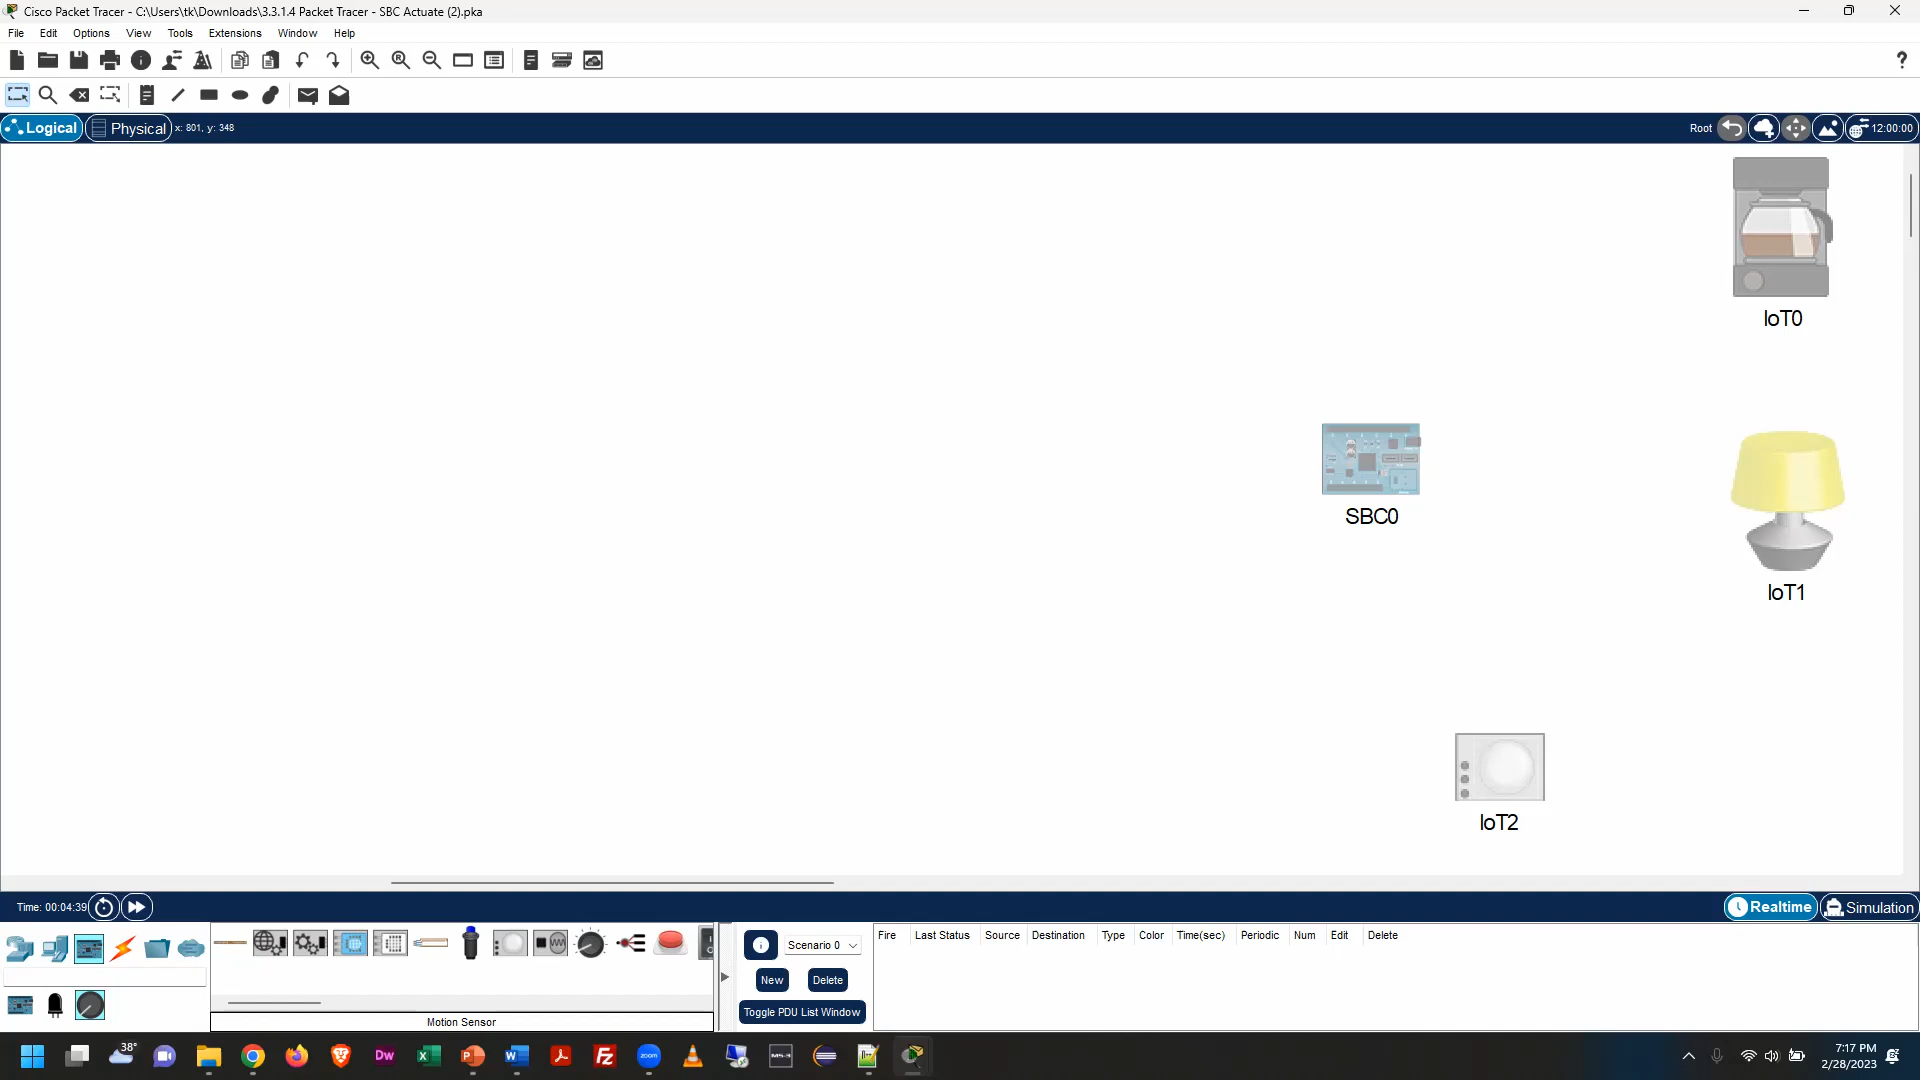 Cisco Packet Tracer - C:\Users\tk\Downloads\3.3.1.4 Packet Tracer - SBC Actuate (2).pka
File Edit Options View Tools Extensions Window Help
Logical Physical x: 801, y: 348 Root 12:00:00
IoT0
SBC0
IoT1
IoT2
Time: 00:04:39 Realtime Simulation
Scenario 0 Fire Last Status Source Destination Type Color Time(sec) Periodic Num Edit Delete
New Delete
Toggle PDU List Window
Motion Sensor
38°
Dw
zoom
7:17 PM
2/28/2023